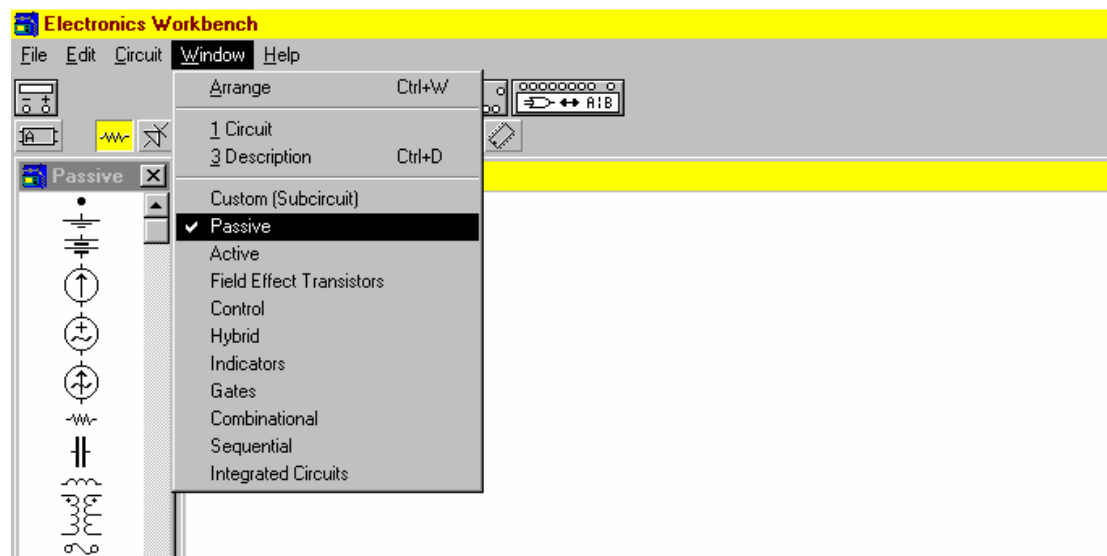 Electronics Workbench
File Edit Circuit Window Help
Arrange Ctrl+W
1 Circuit
3 Description Ctrl+D
Custom (Subcircuit)
Passive
Active
Field Effect Transistors
Control
Hybrid
Indicators
Gates
Combinational
Sequential
Integrated Circuits
A|B
A
Passive